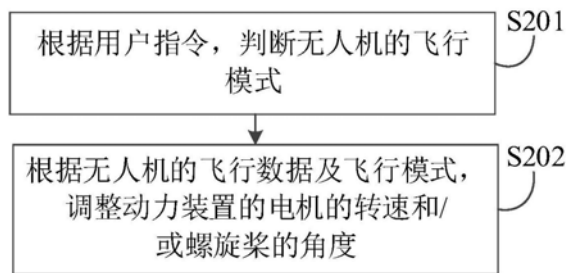 S201
根据用户指令，判断无人机的飞行
模式
S202
根据无人机的飞行数据及飞行模式，
调整动力装置的电机的转速和/
或螺旋桨的角度